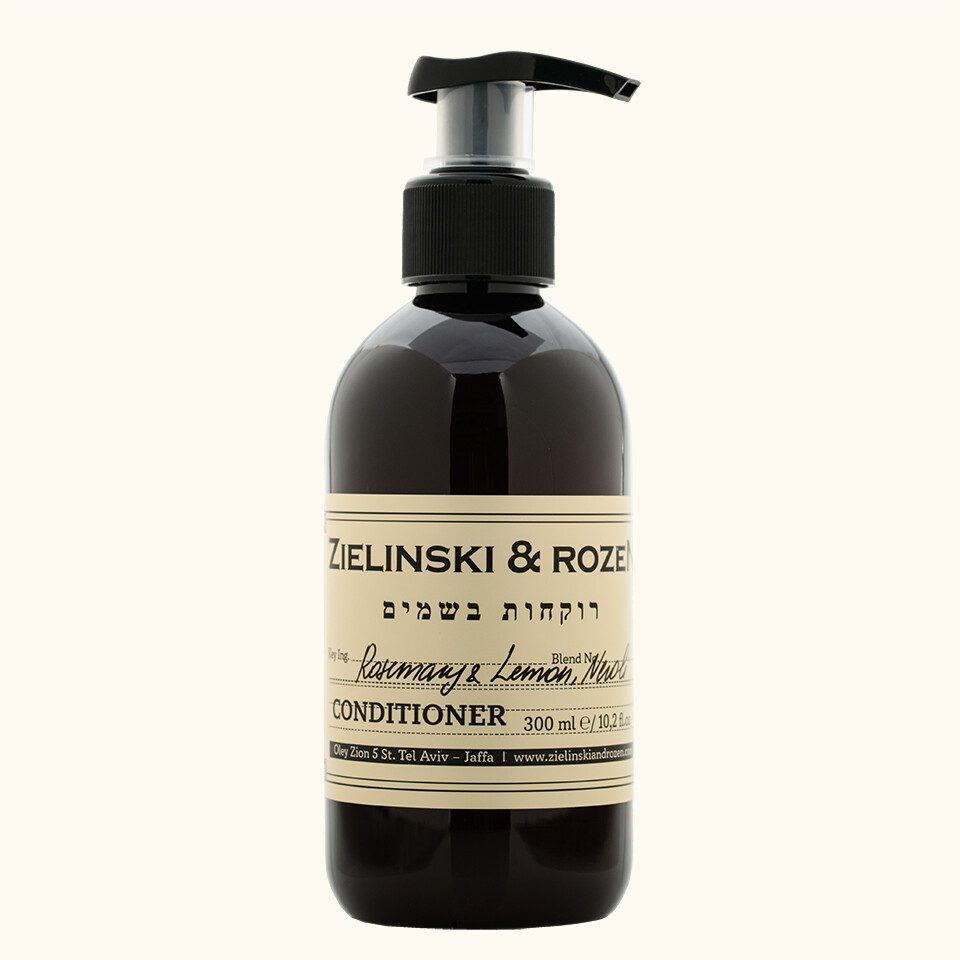 ZIELINSKI & ROZEN
רוקחות בשמים
Key Ing. Rosemary & Lemon, Neroli Blend No.
CONDITIONER 300 ml ℮/10,2 fl.oz
Oley Zion 5 St. Tel Aviv – Jaffa | www.zielinskiandrozen.com